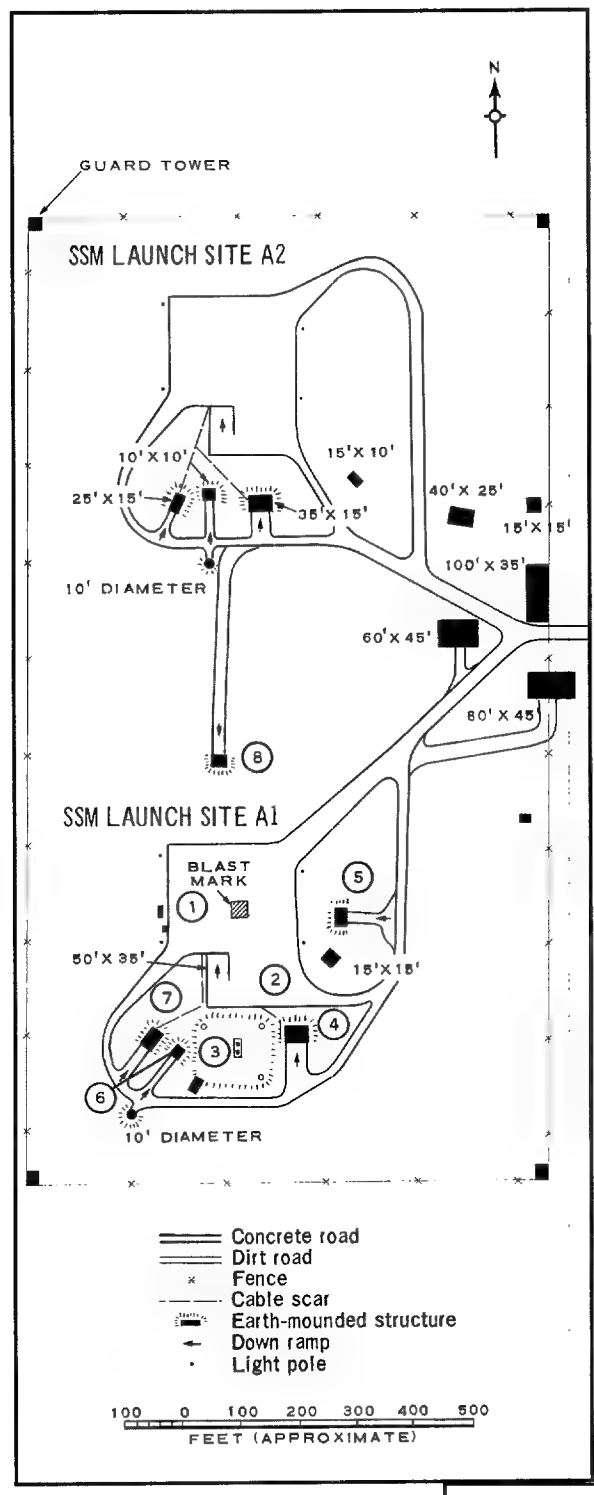 N
GUARD TOWER
SSM LAUNCH SITE A2
10' X 10'
15' X 10'
25' X 15'
35' X 15'
40' X 25'
15' X 15'
100' X 35'
10' DIAMETER
60' X 45'
80' X 45'
8
SSM LAUNCH SITE A1
BLAST
MARK
5
1
50' X 35'
15' X 15'
2
7
4
3
6
10' DIAMETER
Concrete road
Dirt road
Fence
Cable scar
Earth-mounded structure
Down ramp
Light pole
100 0 100 200 300 400 500
FEET (APPROXIMATE)